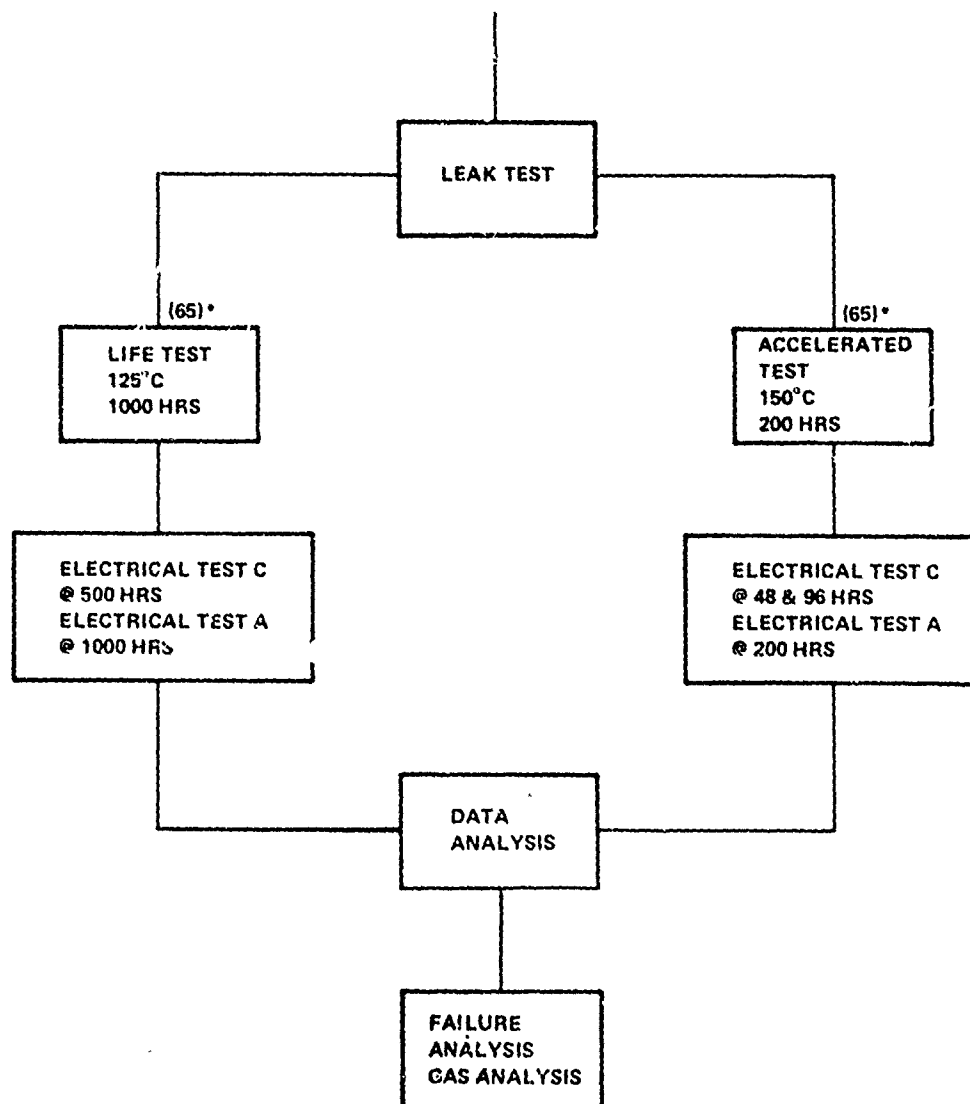 LEAK TEST
(65)*
LIFE TEST
125°C
1000 HRS
(65)*
ACCELERATED
TEST
150°C
200 HRS
ELECTRICAL TEST C
@ 500 HRS
ELECTRICAL TEST A
@ 1000 HRS
ELECTRICAL TEST C
@ 48 & 96 HRS
ELECTRICAL TEST A
@ 200 HRS
DATA
ANALYSIS
FAILURE
ANALYSIS
GAS ANALYSIS